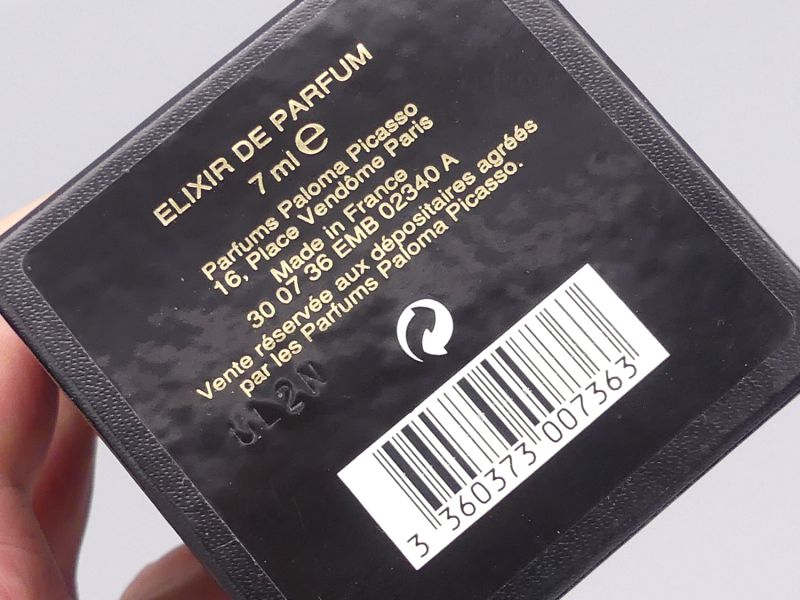 ELIXIR DE PARFUM
7 ml ℮
Parfums Paloma Picasso
16, Place Vendôme Paris
Made in France
30 07 36 EMB 02340 A
Vente réservée aux dépositaires agréés
par les Parfums Paloma Picasso.
3 360373 007363